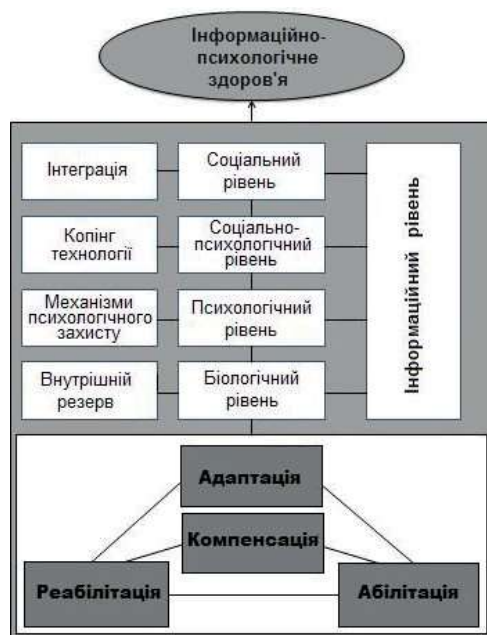 Інформаційно-
психологічне
здоров'я
Інтеграція
Соціальний
рівень
Копінг
технології
Соціально-
психологічний
рівень
Механізми
психологічного
захисту
Психологічний
рівень
Внутрішній
резерв
Біологічний
рівень
Інформаційний рівень
Адаптація
Компенсація
Реабілітація
Абілітація